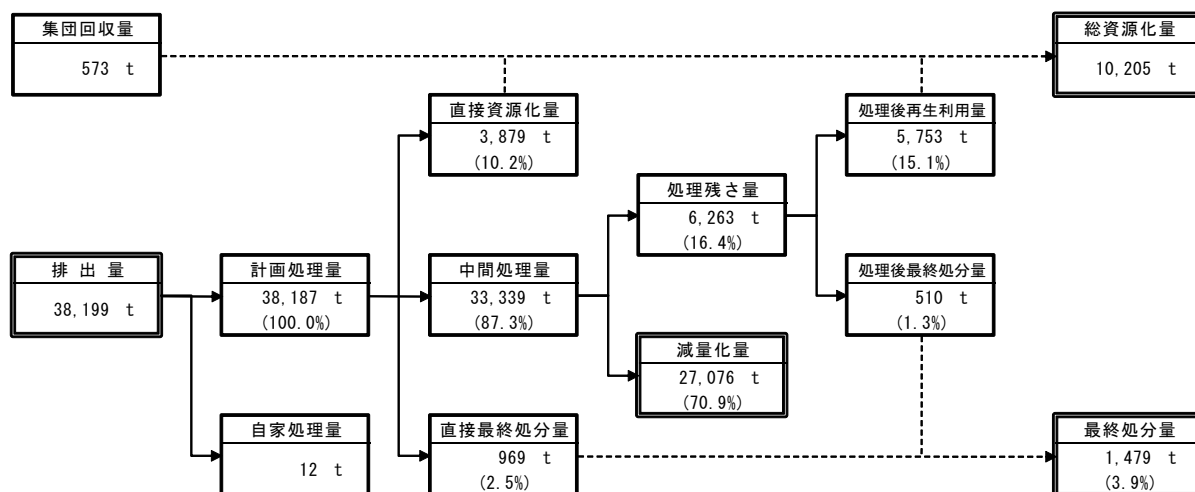 集団回収量
573 t
総資源化量
10,205 t
直接資源化量
3,879 t
(10.2%)
処理後再生利用量
5,753 t
(15.1%)
処理残さ量
6,263 t
(16.4%)
排出量
38,199 t
計画処理量
38,187 t
(100.0%)
中間処理量
33,339 t
(87.3%)
処理後最終処分量
510 t
(1.3%)
減量化量
27,076 t
(70.9%)
自家処理量
12 t
直接最終処分量
969 t
(2.5%)
最終処分量
1,479 t
(3.9%)